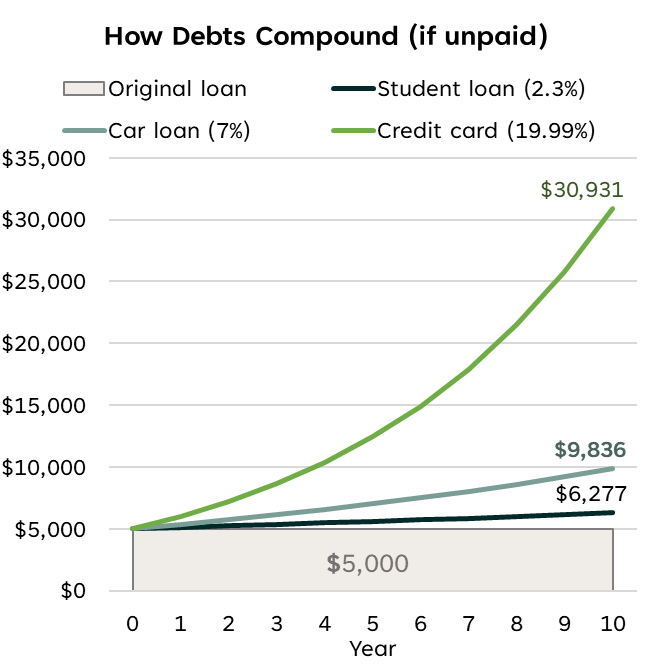 How Debts Compound (if unpaid)
Original loan
Student loan (2.3%)
Car loan (7%)
Credit card (19.99%)
$35,000
$30,931
$30,000
$25,000
$20,000
$15,000
$9,836
$10,000
$6,277
$5,000
$5,000
$0
0 1 2 3 4 5 6 7 8 9 10
Year